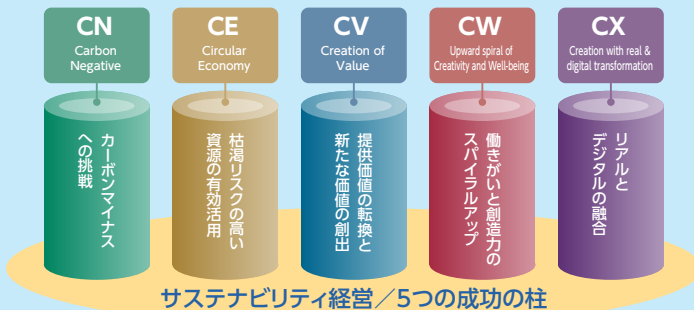 CN
Carbon
Negative
CE
Circular
Economy
CV
Creation of
Value
CW
Upward spiral of
Creativity and Well-being
CX
Creation with real &
digital transformation
カーボンマイナス
への挑戦
枯渇リスクの高い
資源の有効活用
提供価値の転換と
新たな価値の創出
働きがいと創造力の
スパイラルアップ
リアルと
デジタルの融合
サステナビリティ経営／5つの成功の柱